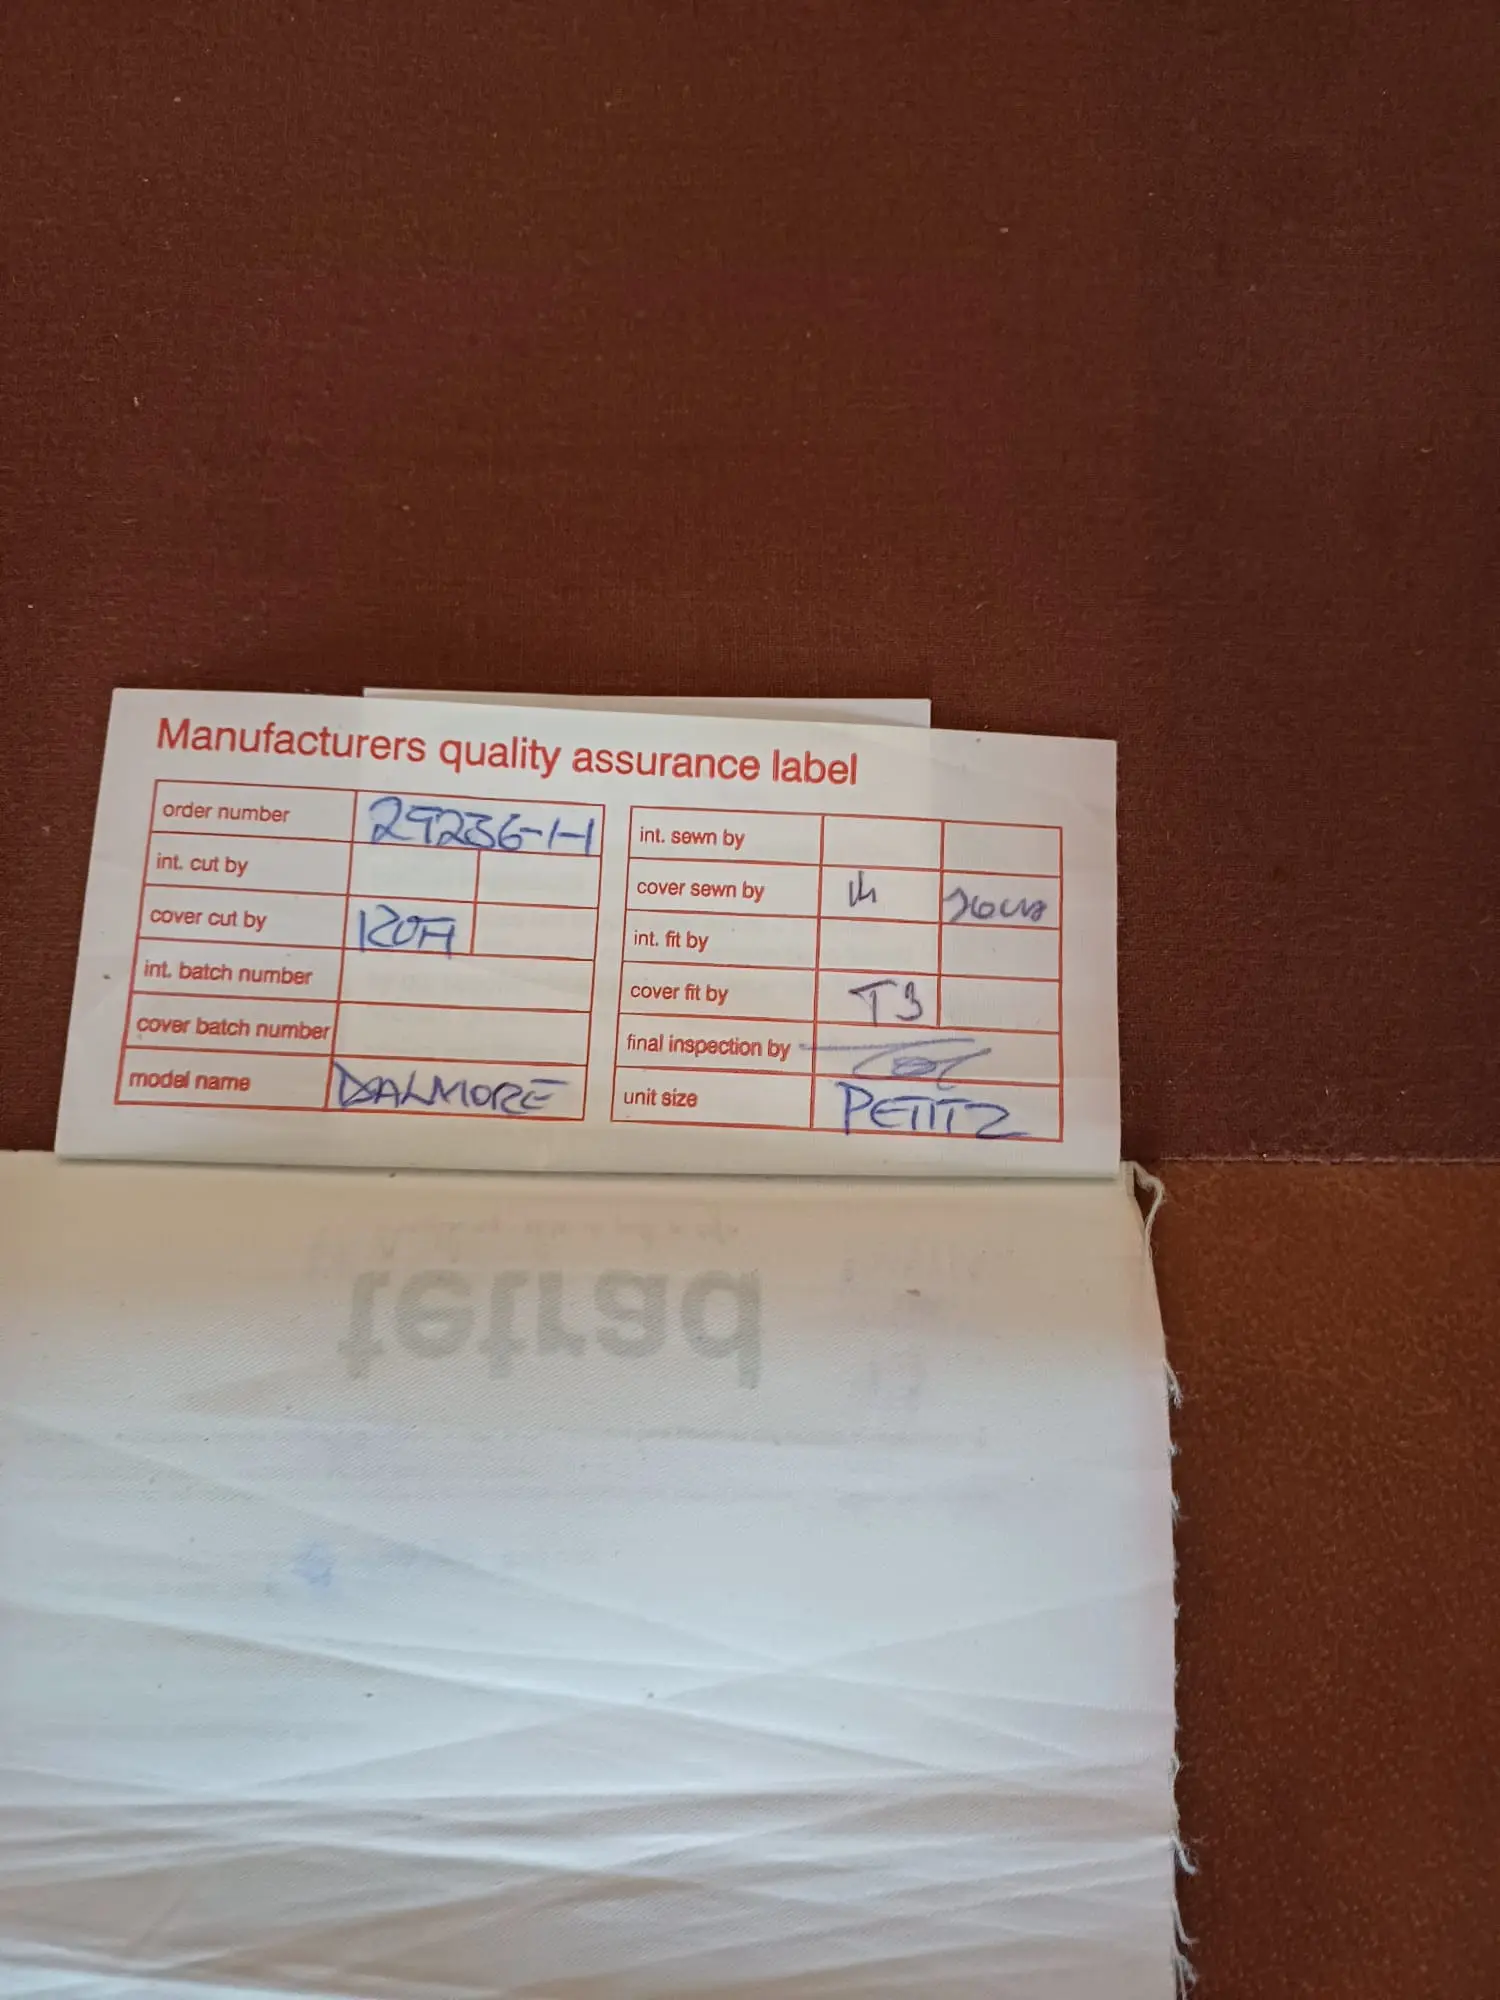 Manufacturers quality assurance label
order number 29236-1-1
int. cut by
cover cut by
int. batch number
cover batch number
model name DALMORE
int. sewn by
cover sewn by
int. fit by
cover fit by T3
final inspection by
unit size PETITE
tetrad